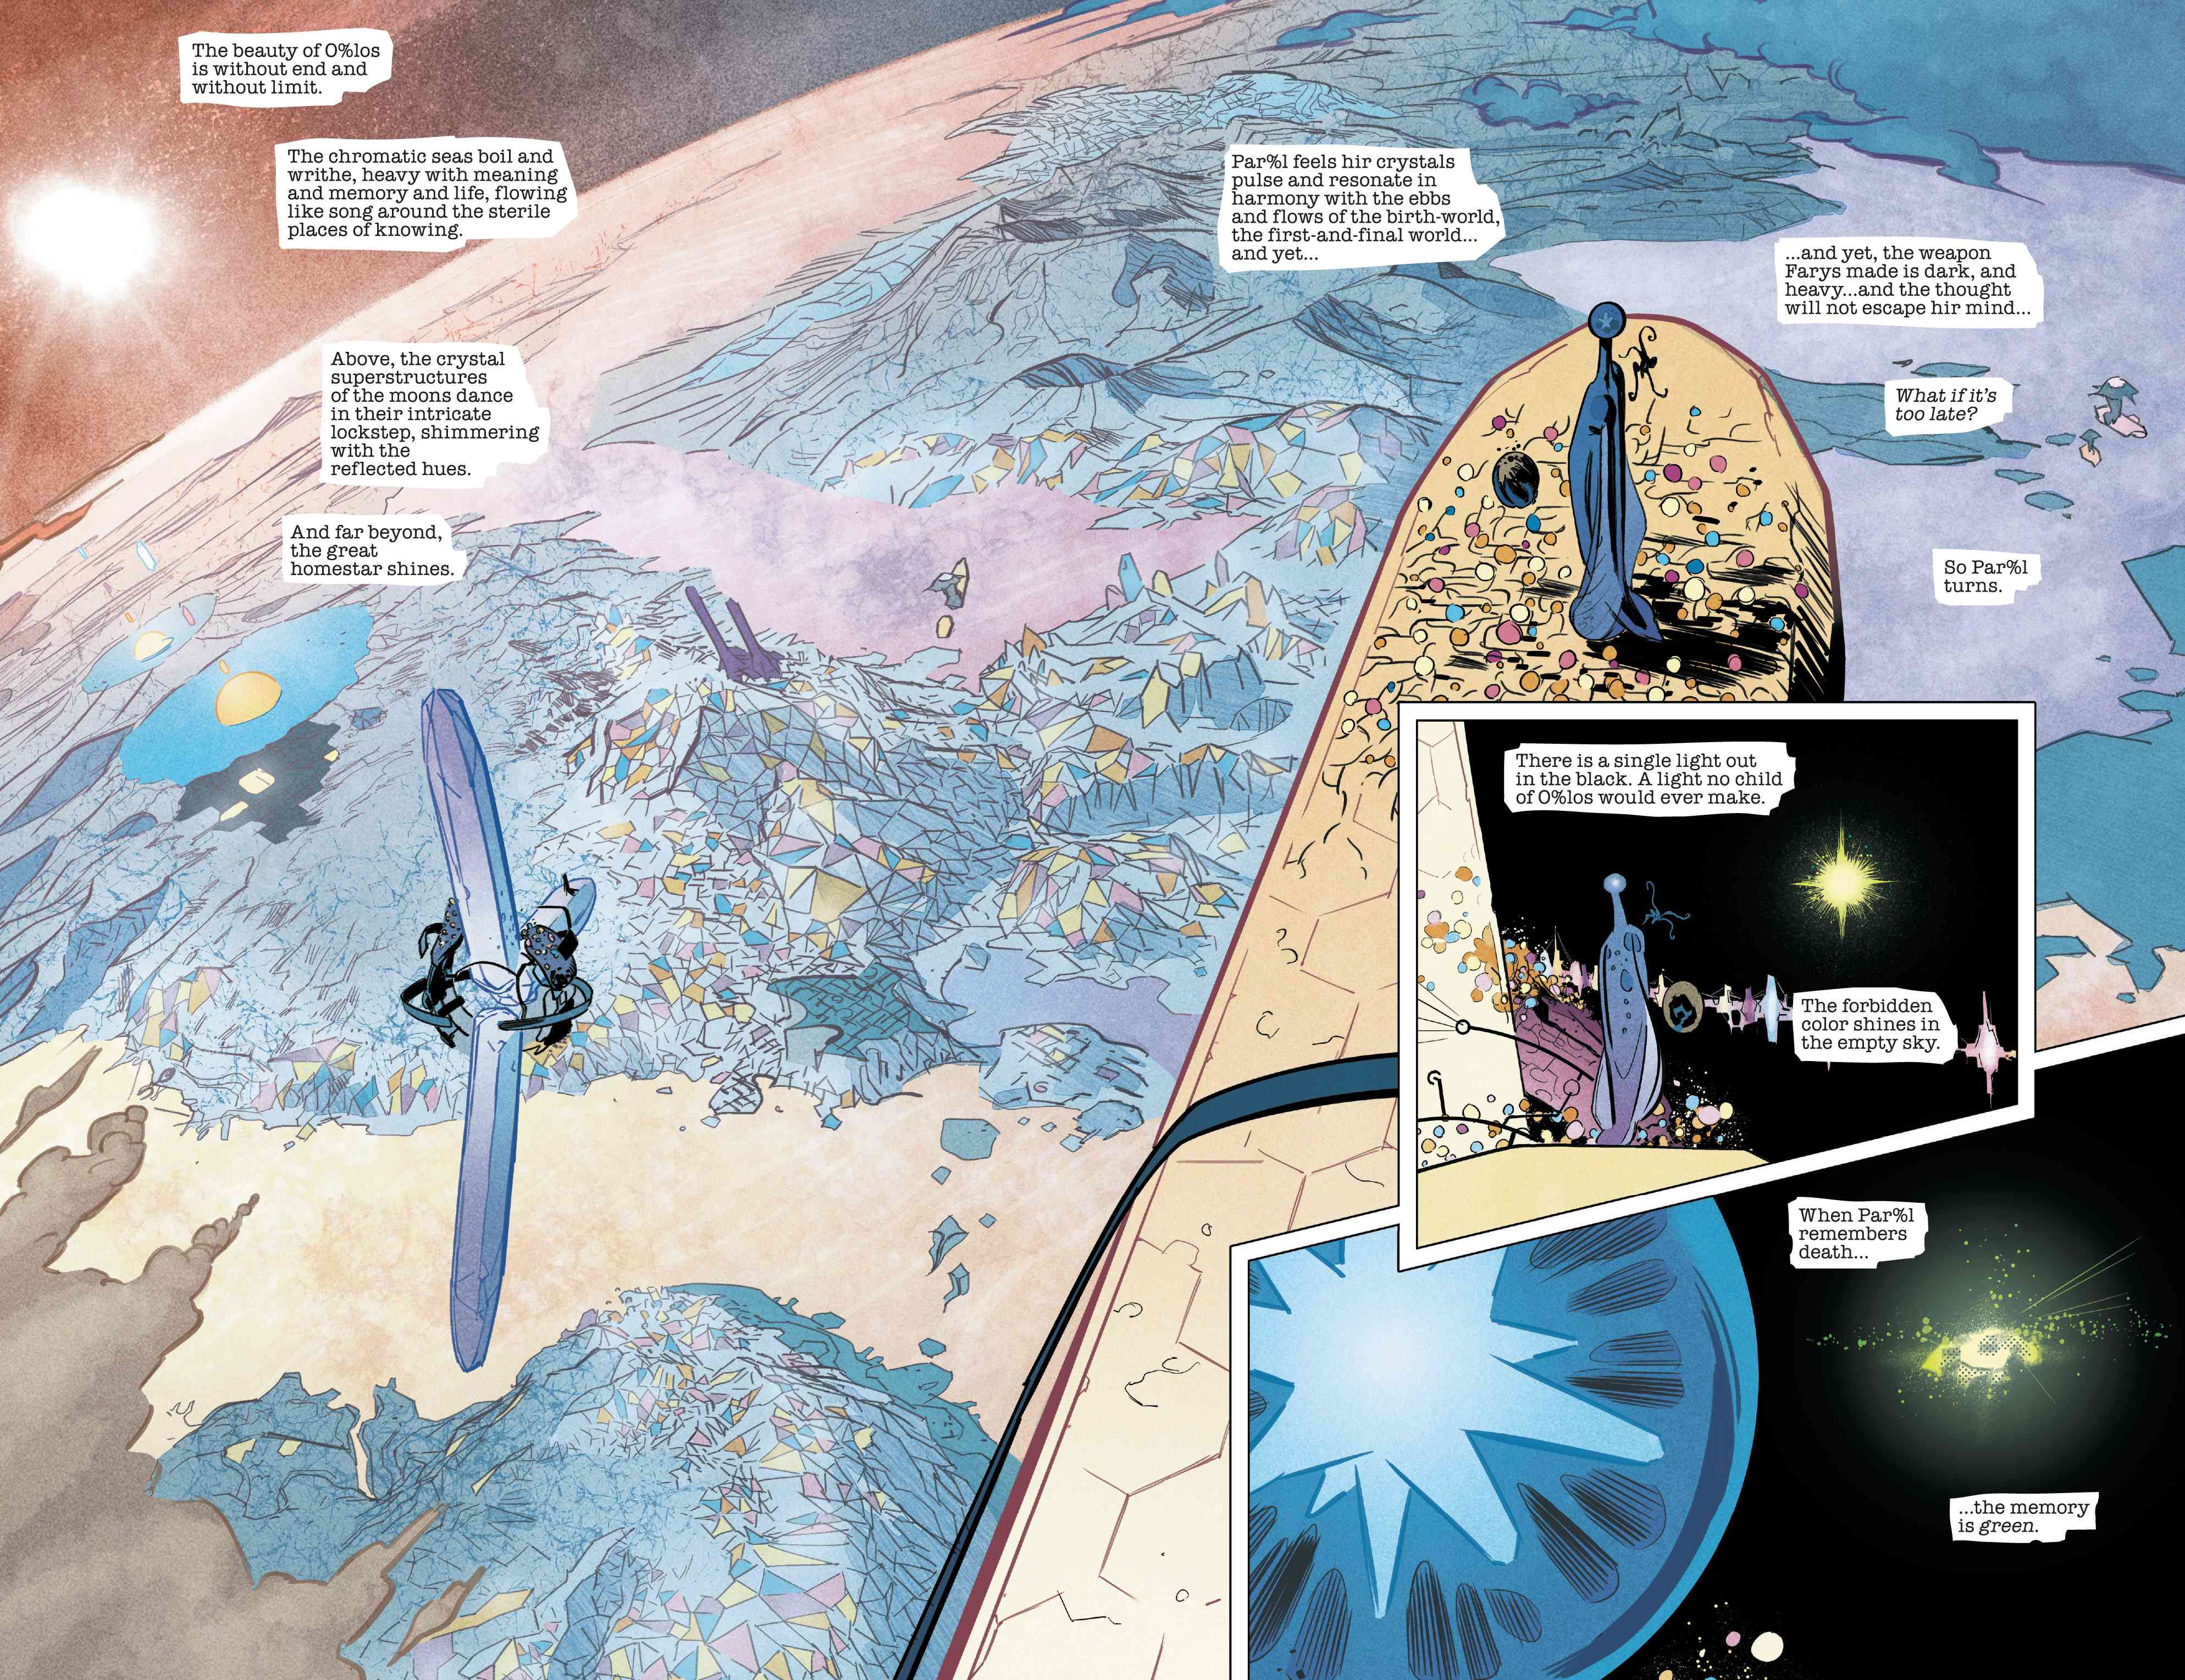 The beauty of O%los
is without end and
without limit.
The chromatic seas boil and
writhe, heavy with meaning
and memory and life, flowing
like song around the sterile
places of knowing.
Above, the crystal
superstructures
of the moons dance
in their intricate
lockstep, shimmering
with the
reflected hues.
And far beyond,
the great
homestar shines.
Par%l feels hir crystals
pulse and resonate in
harmony with the ebbs
and flows of the birth-world,
the first-and-final world...
and yet...
...and yet, the weapon
Farys made is dark, and
heavy...and the thought
will not escape hir mind...
What if it's
too late?
So Par%l
turns.
There is a single light out
in the black. A light no child
of O%los would ever make.
The forbidden
color shines in
the empty sky.
When Par%l
remembers
death...
...the memory
is green.